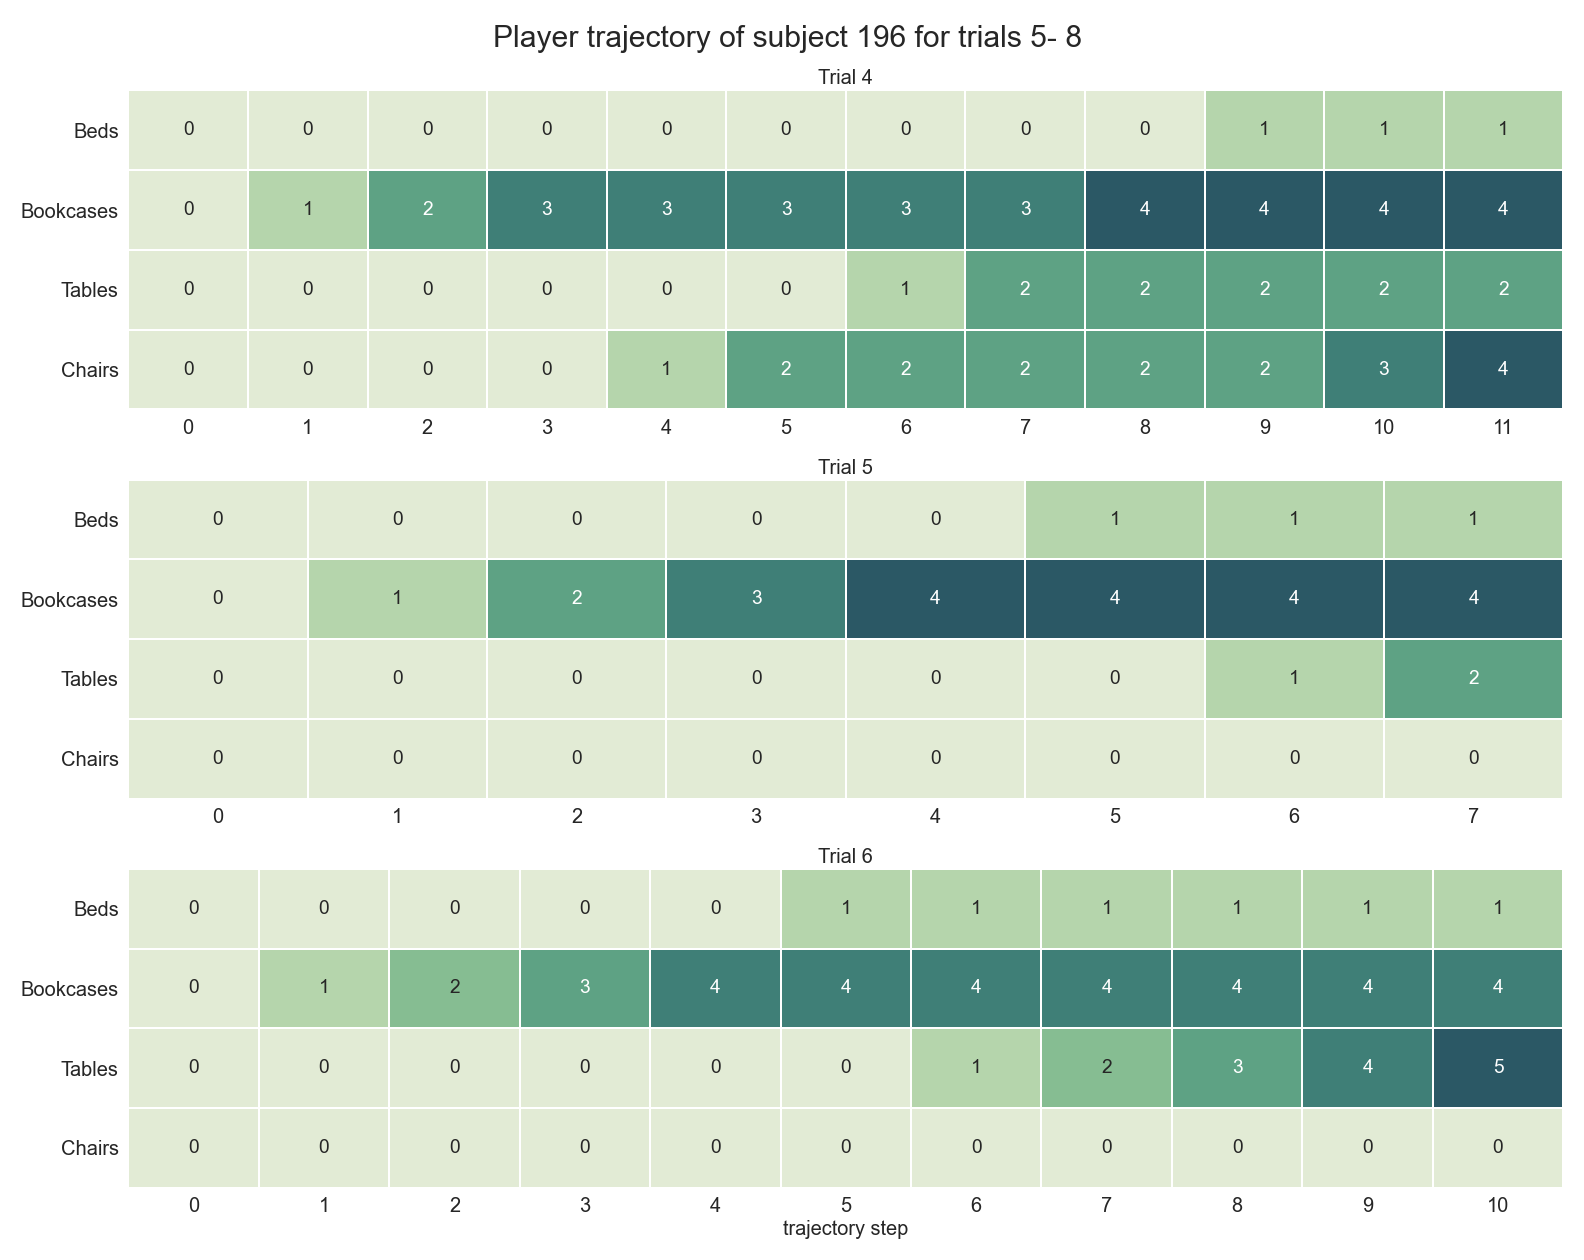 Player trajectory of subject 196 for trials 5- 8
Trial 4
Beds 0 0 0 0 0 0 0 0 0 1 1 1
Bookcases 0 1 2 3 3 3 3 3 4 4 4 4
Tables 0 0 0 0 0 0 1 2 2 2 2 2
Chairs 0 0 0 0 1 2 2 2 2 2 3 4
0 1 2 3 4 5 6 7 8 9 10 11
Trial 5
Beds 0 0 0 0 0 1 1 1
Bookcases 0 1 2 3 4 4 4 4
Tables 0 0 0 0 0 0 1 2
Chairs 0 0 0 0 0 0 0 0
0 1 2 3 4 5 6 7
Trial 6
Beds 0 0 0 0 0 1 1 1 1 1 1
Bookcases 0 1 2 3 4 4 4 4 4 4 4
Tables 0 0 0 0 0 0 1 2 3 4 5
Chairs 0 0 0 0 0 0 0 0 0 0 0
0 1 2 3 4 5 6 7 8 9 10
trajectory step